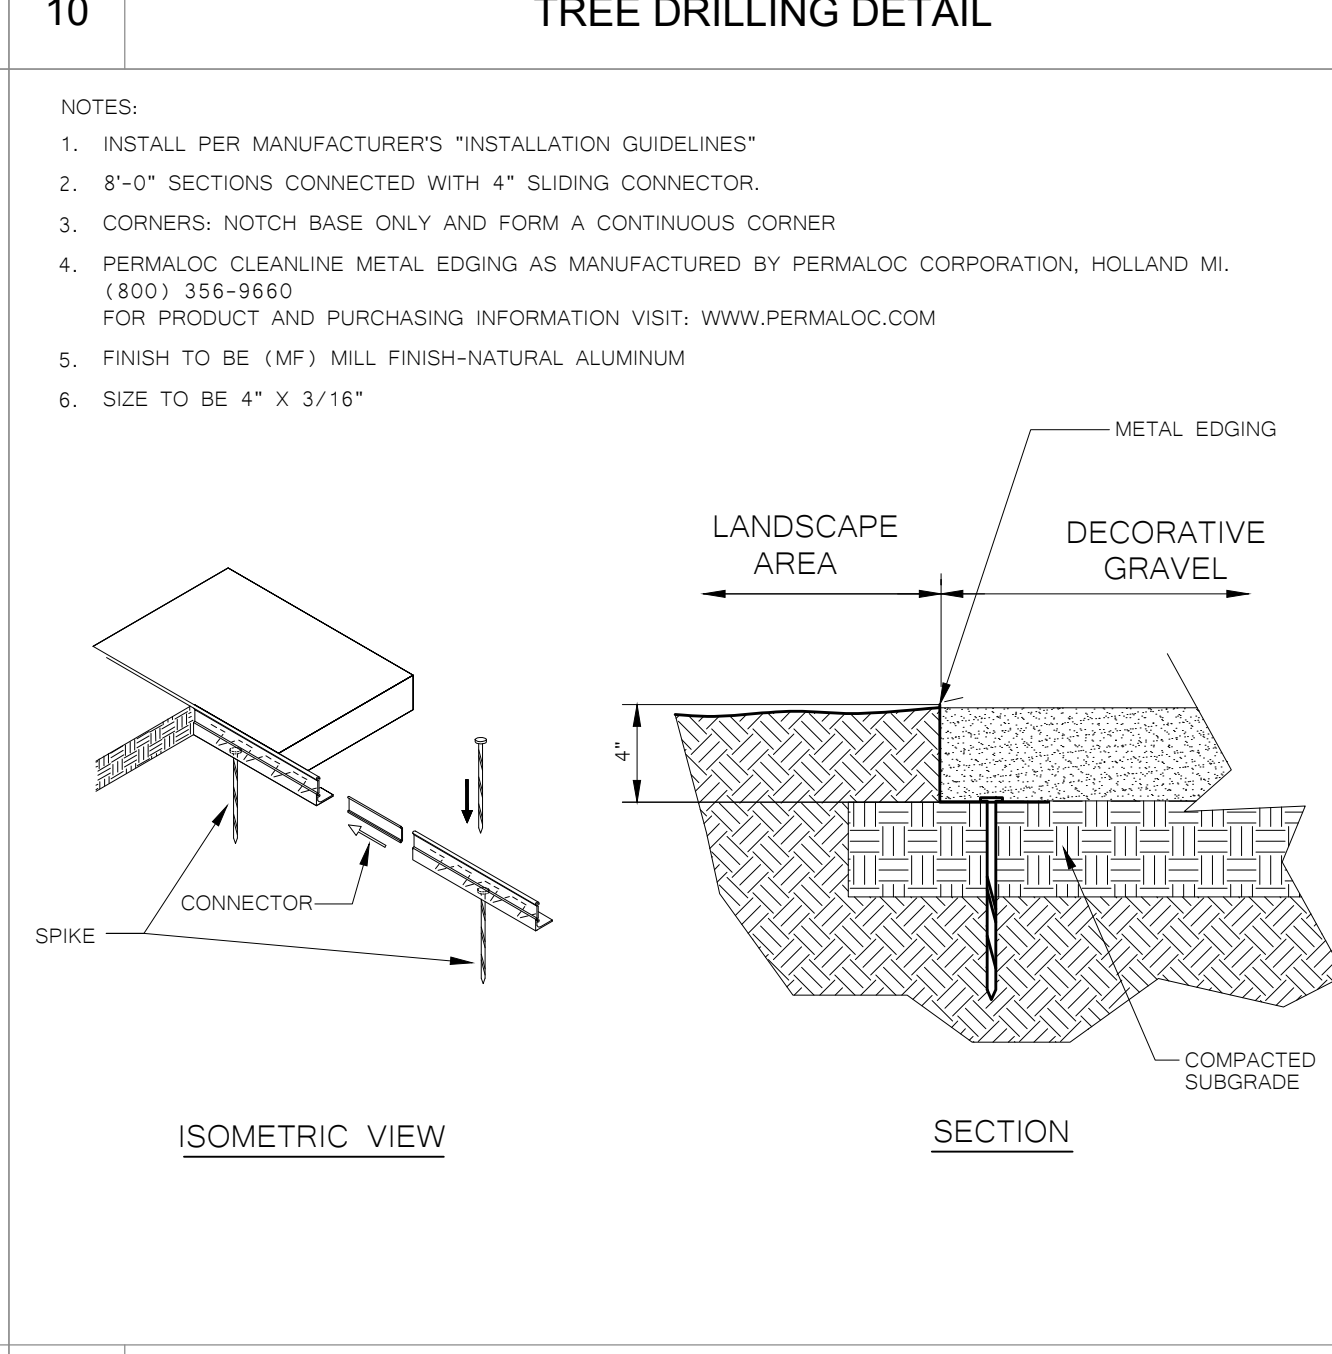 10
TREE DRILLING DETAIL
NOTES:
1. INSTALL PER MANUFACTURER'S "INSTALLATION GUIDELINES"
2. 8'-0" SECTIONS CONNECTED WITH 4" SLIDING CONNECTOR.
3. CORNERS: NOTCH BASE ONLY AND FORM A CONTINUOUS CORNER
4. PERMALOC CLEANLINE METAL EDGING AS MANUFACTURED BY PERMALOC CORPORATION, HOLLAND MI.
(800) 356-9660
FOR PRODUCT AND PURCHASING INFORMATION VISIT: WWW.PERMALOC.COM
5. FINISH TO BE (MF) MILL FINISH-NATURAL ALUMINUM
6. SIZE TO BE 4" X 3/16"
METAL EDGING
LANDSCAPE
AREA
DECORATIVE
GRAVEL
4"
CONNECTOR
SPIKE
COMPACTED
SUBGRADE
ISOMETRIC VIEW
SECTION